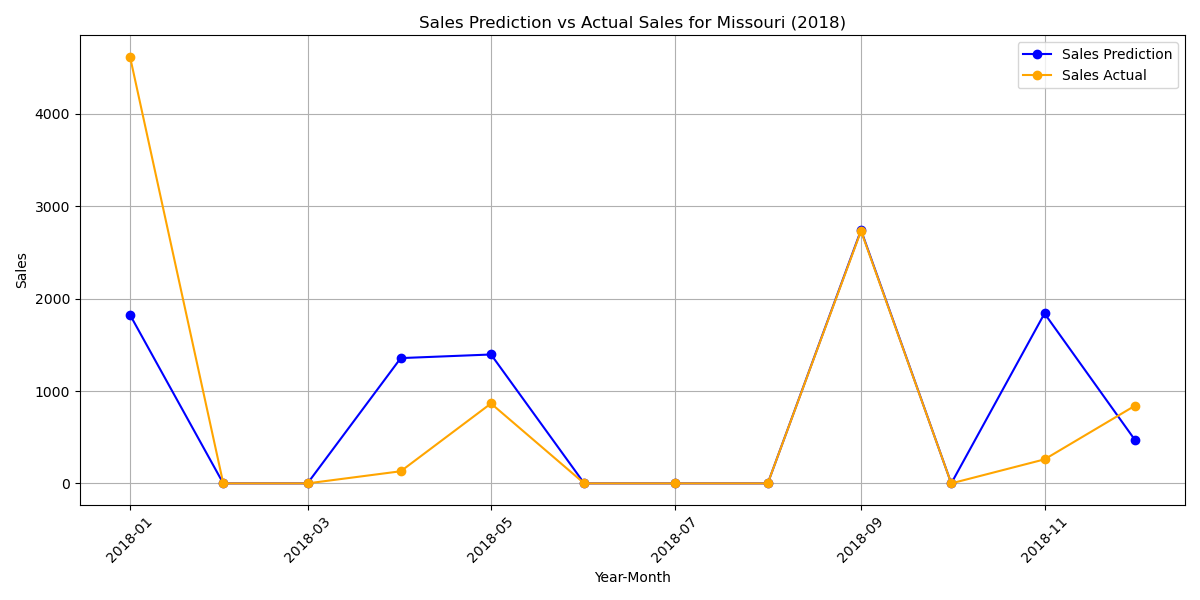 Sales Prediction vs Actual Sales for Missouri (2018)
Sales Prediction
Sales Actual
4000
3000
2000
1000
0
Sales
2018-01
2018-03
2018-05
2018-07
2018-09
2018-11
Year-Month